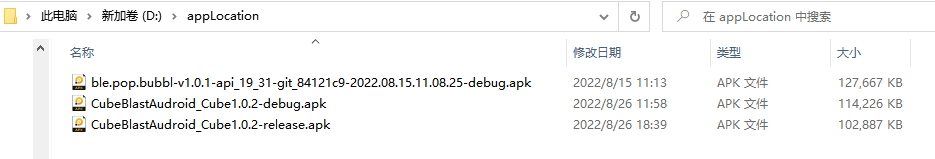 此电脑 > 新加卷 (D:) > appLocation
在 appLocation 中搜索
名称 修改日期 类型 大小
ble.pop.bubbl-v1.0.1-api_19_31-git_84121c9-2022.08.15.11.08.25-debug.apk 2022/8/15 11:13 APK 文件 127,667 KB
CubeBlastAudroid_Cube1.0.2-debug.apk 2022/8/26 11:58 APK 文件 114,226 KB
CubeBlastAudroid_Cube1.0.2-release.apk 2022/8/26 18:39 APK 文件 102,887 KB